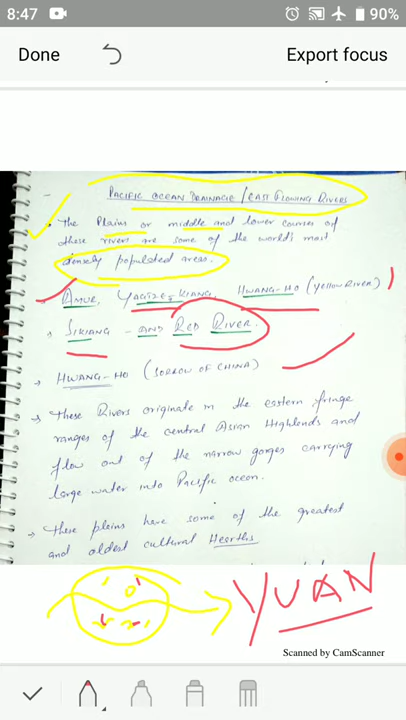 8:47
90%
Done
Export focus
PACIFIC OCEAN DRAINAGE / EAST FLOWING RIVERS
The Plains or middle and lower courses of
these rivers are some of the world's most
densely populated areas.
AMUR, YAGTZE KIANG, HWANG-HO (YELLOW RIVER)
SIKIANG - AND RED RIVER.
HWANG-HO (SORROW OF CHINA)
These Rivers originate in the eastern fringe
ranges of the central Asian Highlands and
flow out of the narrow gorges carrying
large water into Pacific ocean.
These plains have some of the greatest
and oldest cultural Hearths
YUAN
Scanned by CamScanner